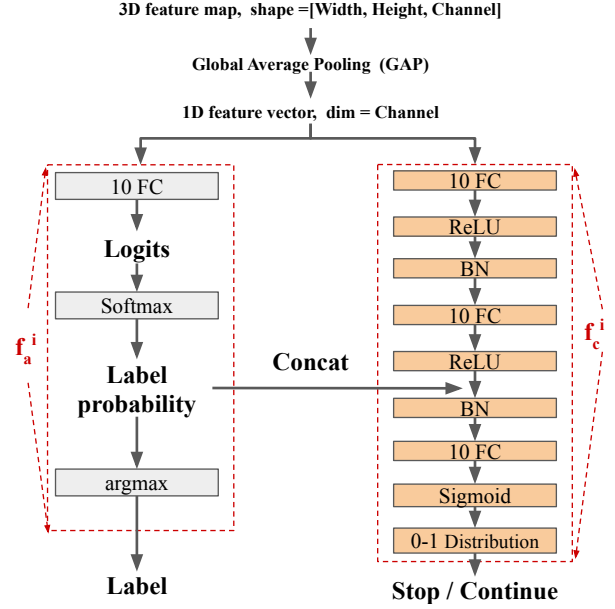 3D feature map, shape =[Width, Height, Channel]
Global Average Pooling (GAP)
1D feature vector, dim = Channel
10 FC
Logits
Softmax
Label
probability
argmax
Label
f_a^i
Concat
10 FC
ReLU
BN
10 FC
ReLU
BN
10 FC
Sigmoid
0-1 Distribution
Stop / Continue
f_c^i